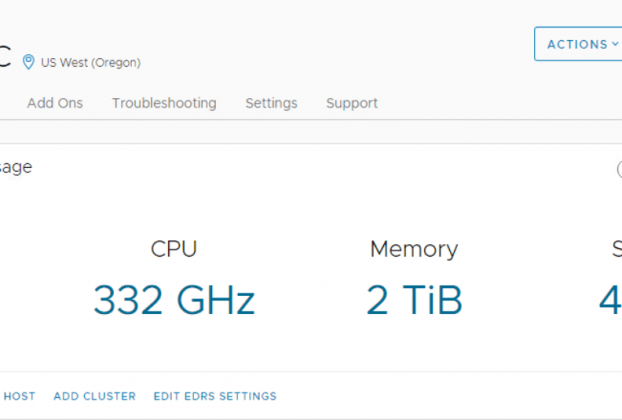 C US West (Oregon)
ACTIONS
Add Ons Troubleshooting Settings Support
sage
CPU Memory S
332 GHz 2 TiB 4
HOST ADD CLUSTER EDIT EDRS SETTINGS